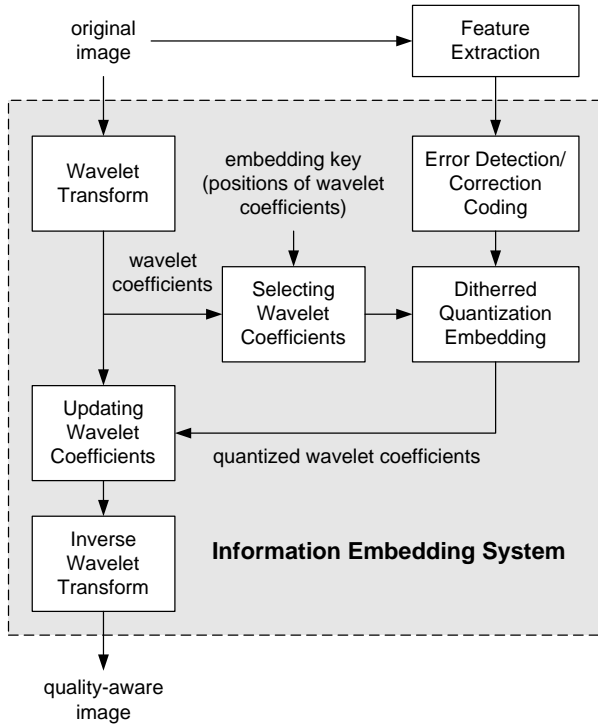 original
image
Feature
Extraction
Wavelet
Transform
embedding key
(positions of wavelet
coefficients)
Error Detection/
Correction
Coding
wavelet
coefficients
Selecting
Wavelet
Coefficients
Ditherred
Quantization
Embedding
Updating
Wavelet
Coefficients
quantized wavelet coefficients
Inverse
Wavelet
Transform
Information Embedding System
quality-aware
image